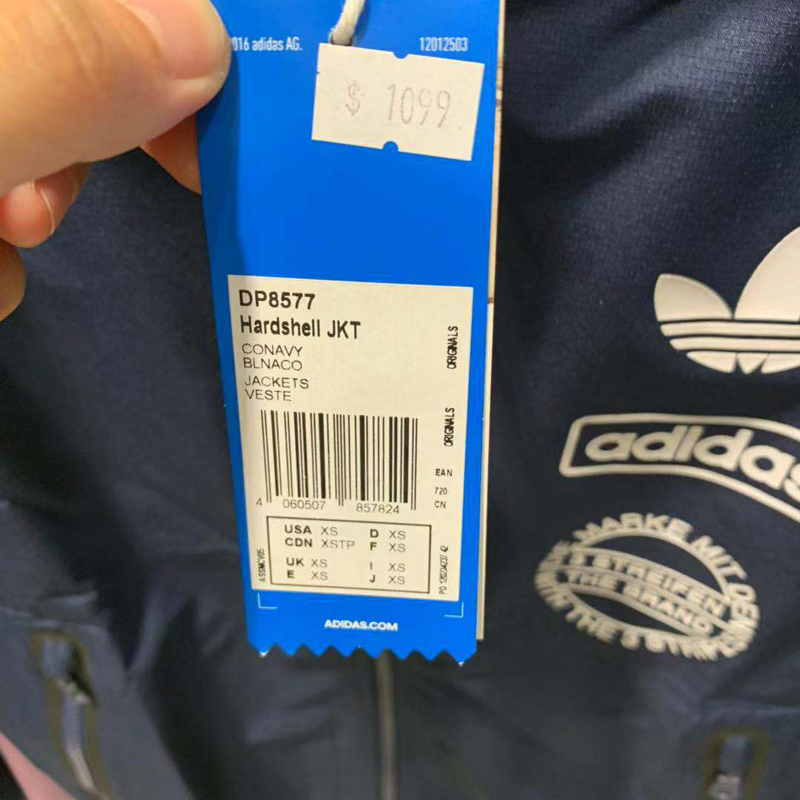 016 adidas AG.
12012503
$ 1099
DP8577
Hardshell JKT
CONAVY
BLNACO
JACKETS
VESTE
ORIGINALS
ORIGINALS
EAN
720
CN
4 060507 857824
USA XS D XS
CDN XSTP F XS
UK XS I XS
E XS J XS
ADIDAS.COM
adidas
MARKE MIT DEN
3 STREIFEN
THE BRAND
WITH THE 3 STRIPES